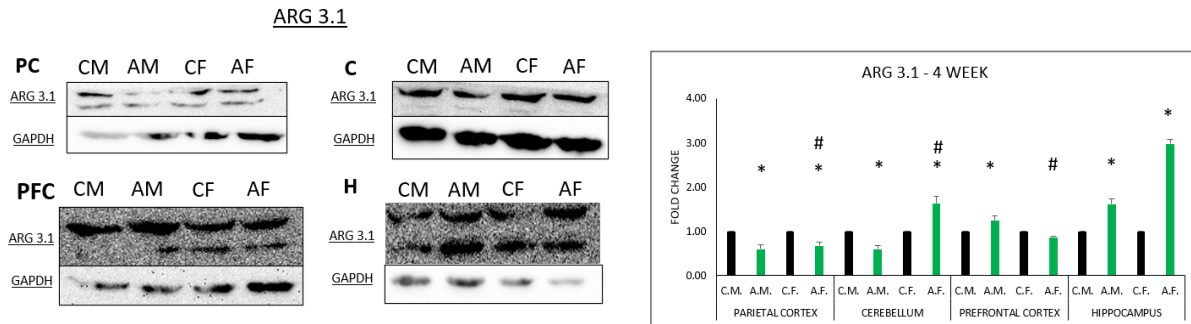 ARG 3.1
PC
CM AM CF AF
ARG 3.1
GAPDH
C
CM AM CF AF
ARG 3.1
GAPDH
PFC
CM AM CF AF
ARG 3.1
GAPDH
H
CM AM CF AF
ARG 3.1
GAPDH
ARG 3.1 - 4 WEEK
FOLD CHANGE
4.00
3.00
2.00
1.00
0.00
* # * * # * * # * *
C.M. A.M. C.F. A.F. C.M. A.M. C.F. A.F. C.M. A.M. C.F. A.F. C.M. A.M. C.F. A.F.
PARIETAL CORTEX CEREBELLUM PREFRONTAL CORTEX HIPPOCAMPUS